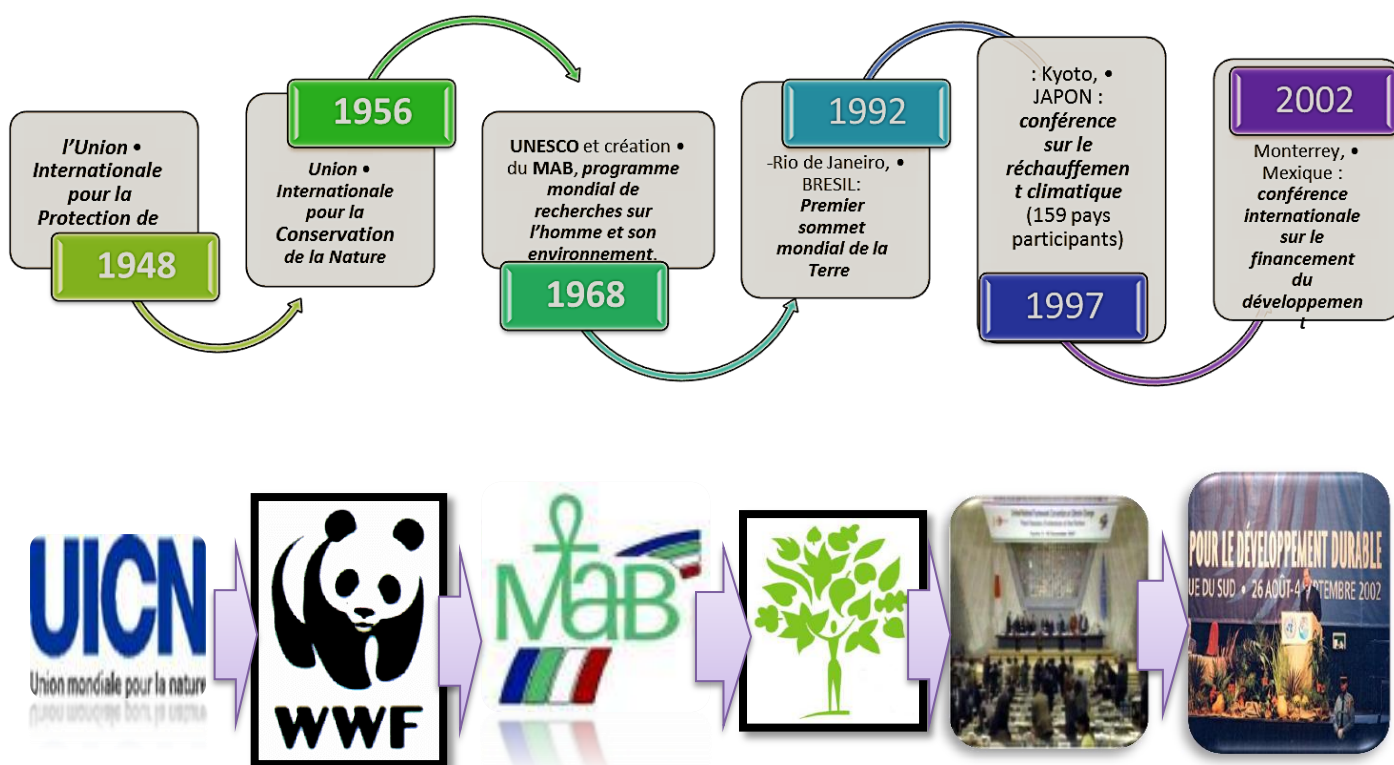 l'Union •
Internationale
pour la
Protection de
1948
1956
Union •
Internationale
pour la
Conservation
de la Nature
UNESCO et création •
du MAB, programme
mondial de
recherches sur
l'homme et son
environnement.
1968
1992
-Rio de Janeiro, •
BRESIL:
Premier
sommet
mondial de la
Terre
: Kyoto, •
JAPON :
conférence
sur le
réchauffemen
t climatique
(159 pays
participants)
1997
2002
Monterrey, •
Mexique :
conférence
internationale
sur le
financement
du
développemen
t
UICN
Union mondiale pour la nature
WWF
MaB
POUR LE DÉVELOPPEMENT DURABLE
UE DU SUD • 26 AOÛT-4 SEPTEMBRE 2002